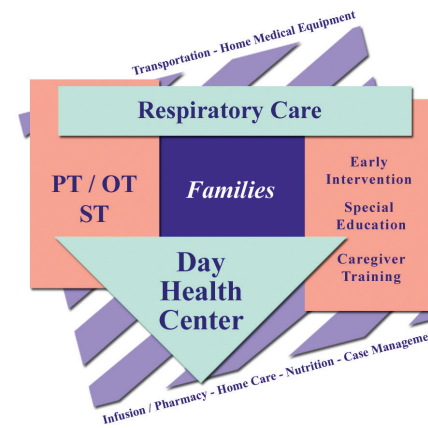 Transportation - Home Medical Equipment
Respiratory Care
PT / OT
ST
Families
Early
Intervention
Special
Education
Caregiver
Training
Day
Health
Center
Infusion / Pharmacy - Home Care - Nutrition - Case